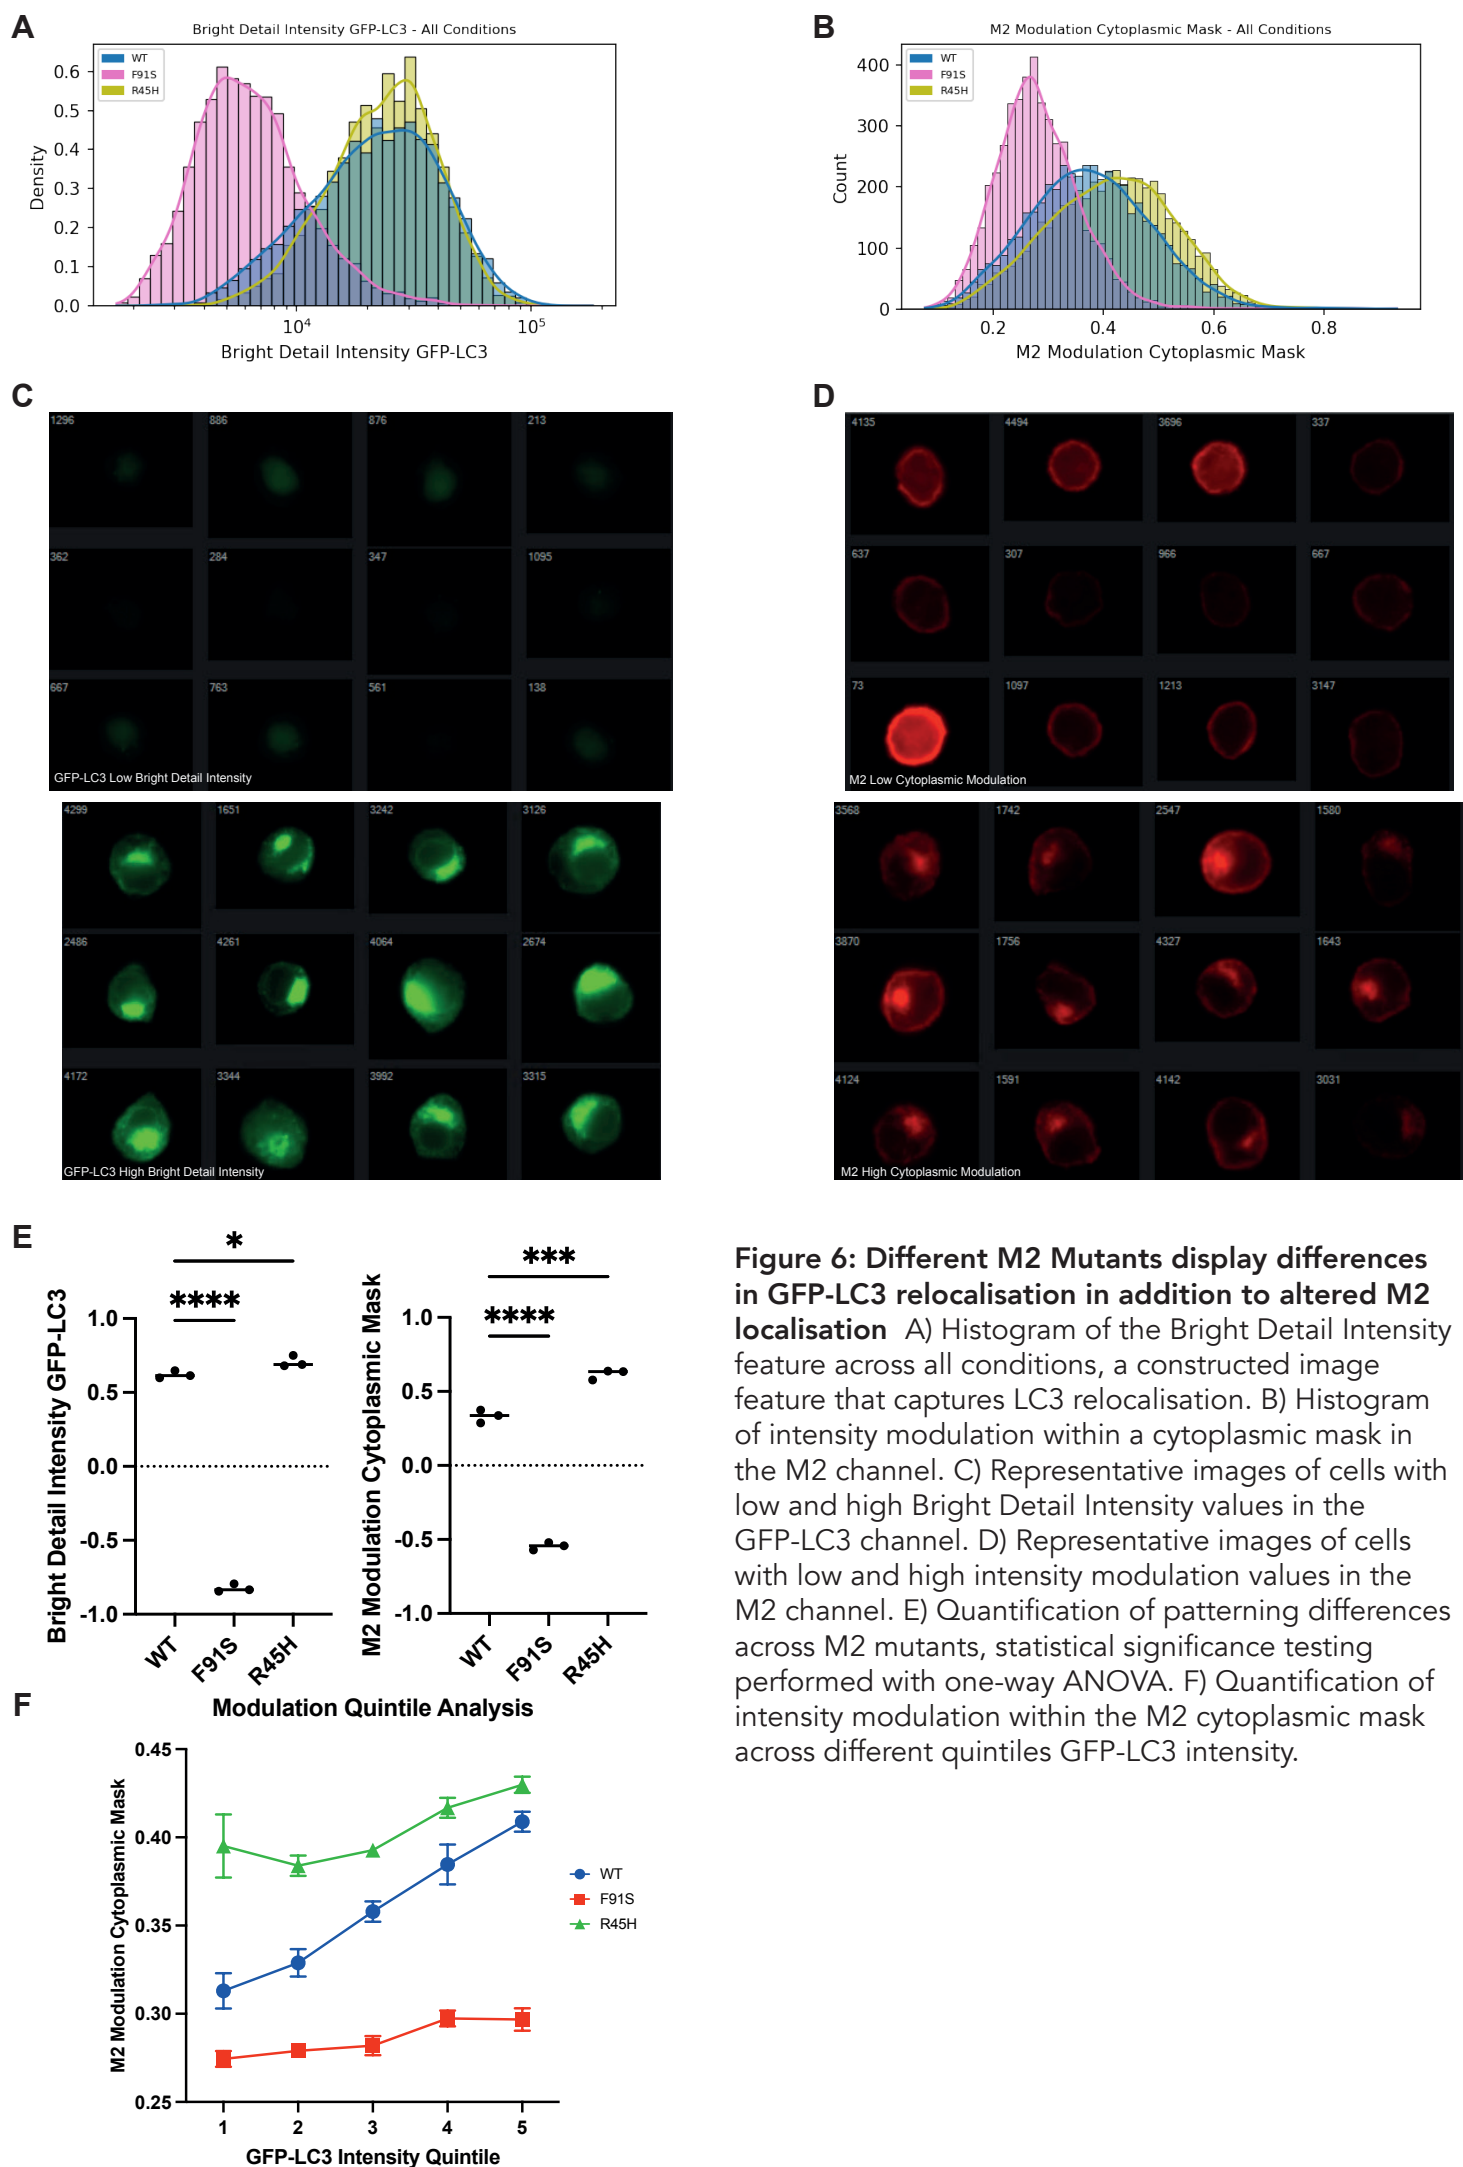 A
Bright Detail Intensity GFP-LC3 - All Conditions
WT
F91S
R45H
Density
0.6
0.5
0.4
0.3
0.2
0.1
0.0
10⁴
10⁵
Bright Detail Intensity GFP-LC3
B
M2 Modulation Cytoplasmic Mask - All Conditions
WT
F91S
R45H
Count
400
300
200
100
0
0.2
0.4
0.6
0.8
M2 Modulation Cytoplasmic Mask
C
1296
886
876
213
362
284
347
1095
667
763
561
138
GFP-LC3 Low Bright Detail Intensity
4299
1651
3242
3126
2486
4261
4064
2674
4172
3344
3992
3315
GFP-LC3 High Bright Detail Intensity
D
4135
4494
3696
337
637
307
966
667
73
1097
1213
3147
M2 Low Cytoplasmic Modulation
3568
1742
2547
1580
3870
1756
4327
1643
4124
1591
4142
3031
M2 High Cytoplasmic Modulation
E
Bright Detail Intensity GFP-LC3
*
****
1.0
0.5
0.0
-0.5
-1.0
WT
F91S
R45H
M2 Modulation Cytoplasmic Mask
***
****
1.0
0.5
0.0
-0.5
-1.0
WT
F91S
R45H
F
Modulation Quintile Analysis
M2 Modulation Cytoplasmic Mask
0.45
0.40
0.35
0.30
0.25
1
2
3
4
5
GFP-LC3 Intensity Quintile
WT
F91S
R45H
Figure 6: Different M2 Mutants display differences
in GFP-LC3 relocalisation in addition to altered M2
localisation A) Histogram of the Bright Detail Intensity
feature across all conditions, a constructed image
feature that captures LC3 relocalisation. B) Histogram
of intensity modulation within a cytoplasmic mask in
the M2 channel. C) Representative images of cells with
low and high Bright Detail Intensity values in the
GFP-LC3 channel. D) Representative images of cells
with low and high intensity modulation values in the
M2 channel. E) Quantification of patterning differences
across M2 mutants, statistical significance testing
performed with one-way ANOVA. F) Quantification of
intensity modulation within the M2 cytoplasmic mask
across different quintiles GFP-LC3 intensity.